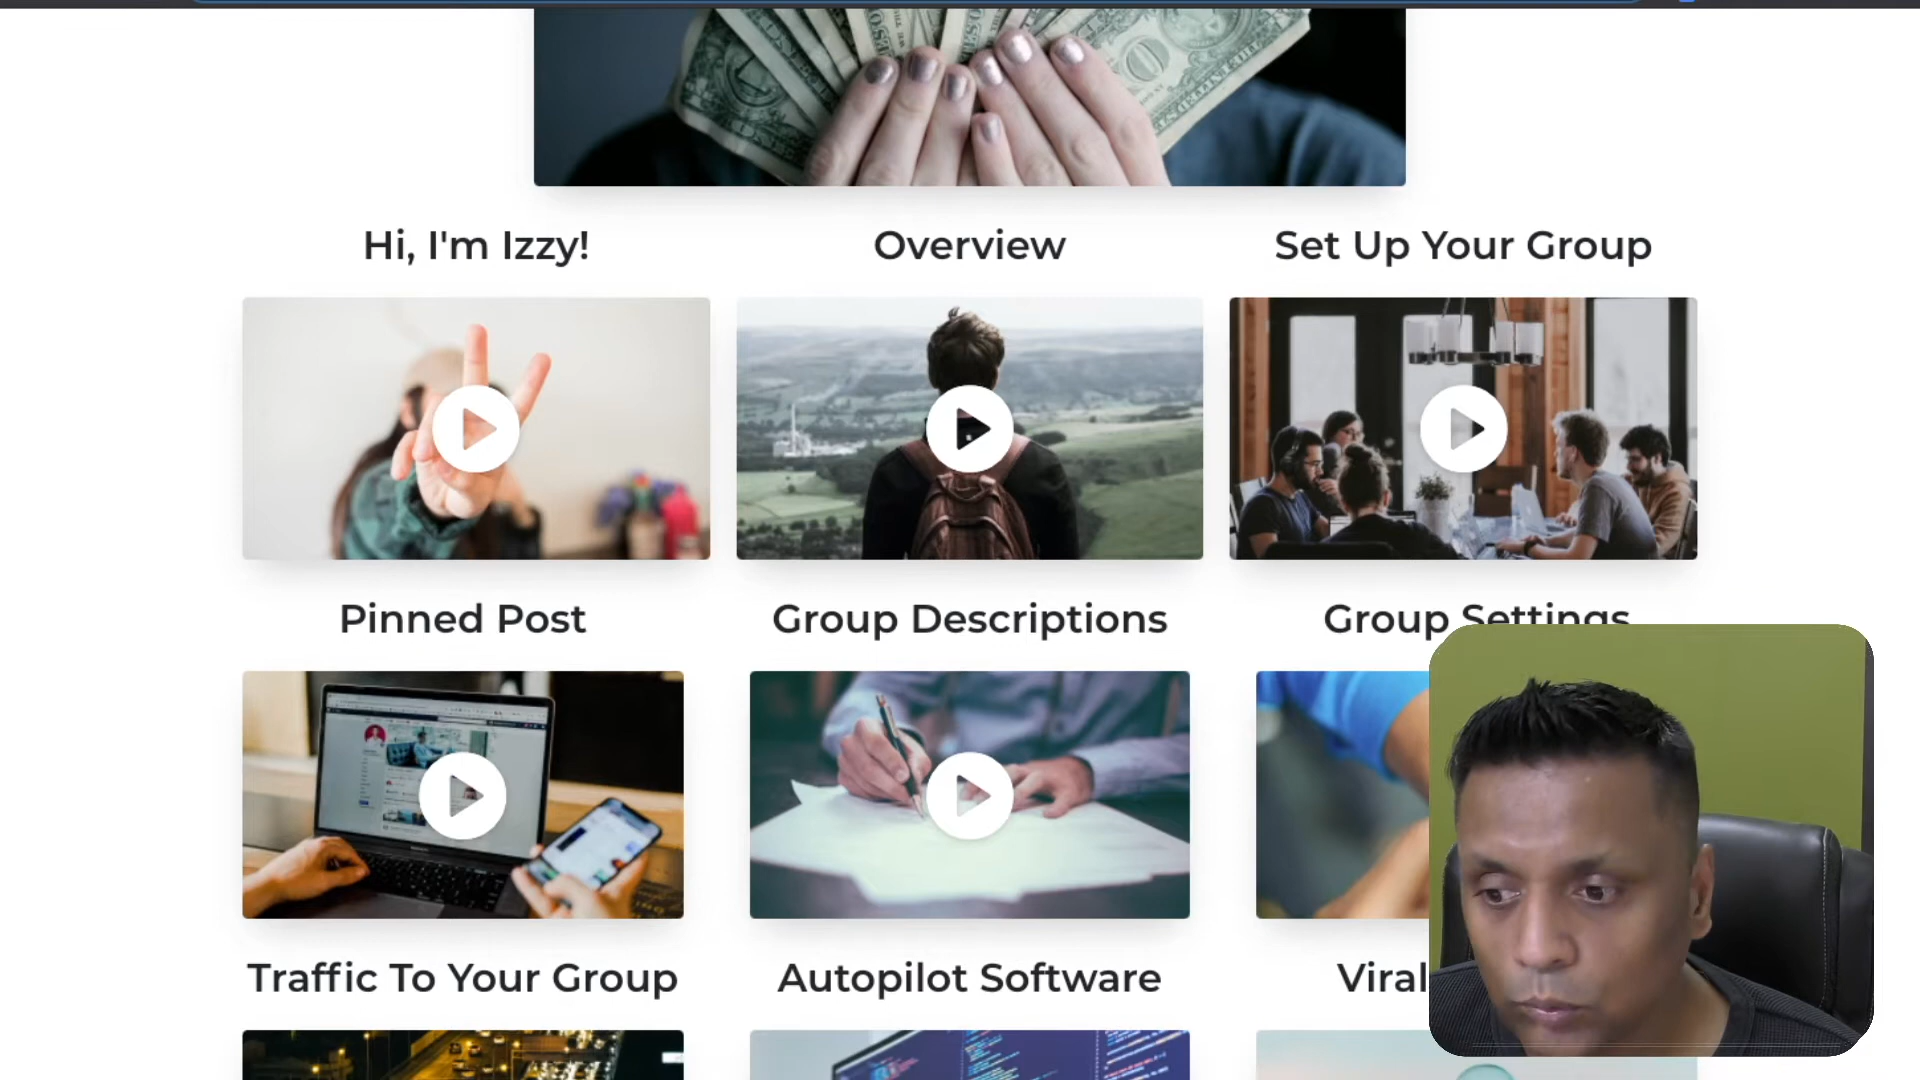 Hi, I'm Izzy!
Overview
Set Up Your Group
Pinned Post
Group Descriptions
Group Settings
Traffic To Your Group
Autopilot Software
Viral